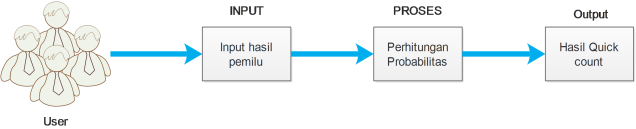 INPUT
PROSES
Output
Input hasil
pemilu
Perhitungan
Probabilitas
Hasil Quick
count
User